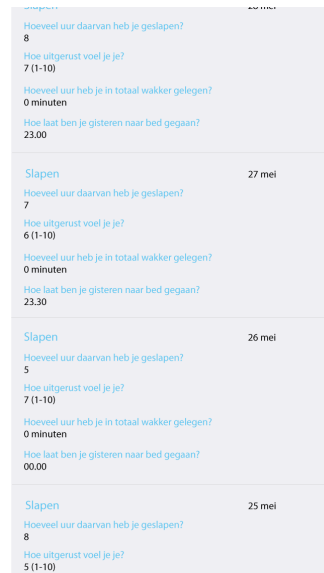 Slapen 28 mei
Hoeveel uur daarvan heb je geslapen?
8
Hoe uitgerust voel je je?
7 (1-10)
Hoeveel uur heb je in totaal wakker gelegen?
0 minuten
Hoe laat ben je gisteren naar bed gegaan?
23.00
Slapen 27 mei
Hoeveel uur daarvan heb je geslapen?
7
Hoe uitgerust voel je je?
6 (1-10)
Hoeveel uur heb je in totaal wakker gelegen?
0 minuten
Hoe laat ben je gisteren naar bed gegaan?
23.30
Slapen 26 mei
Hoeveel uur daarvan heb je geslapen?
5
Hoe uitgerust voel je je?
7 (1-10)
Hoeveel uur heb je in totaal wakker gelegen?
0 minuten
Hoe laat ben je gisteren naar bed gegaan?
00.00
Slapen 25 mei
Hoeveel uur daarvan heb je geslapen?
8
Hoe uitgerust voel je je?
5 (1-10)